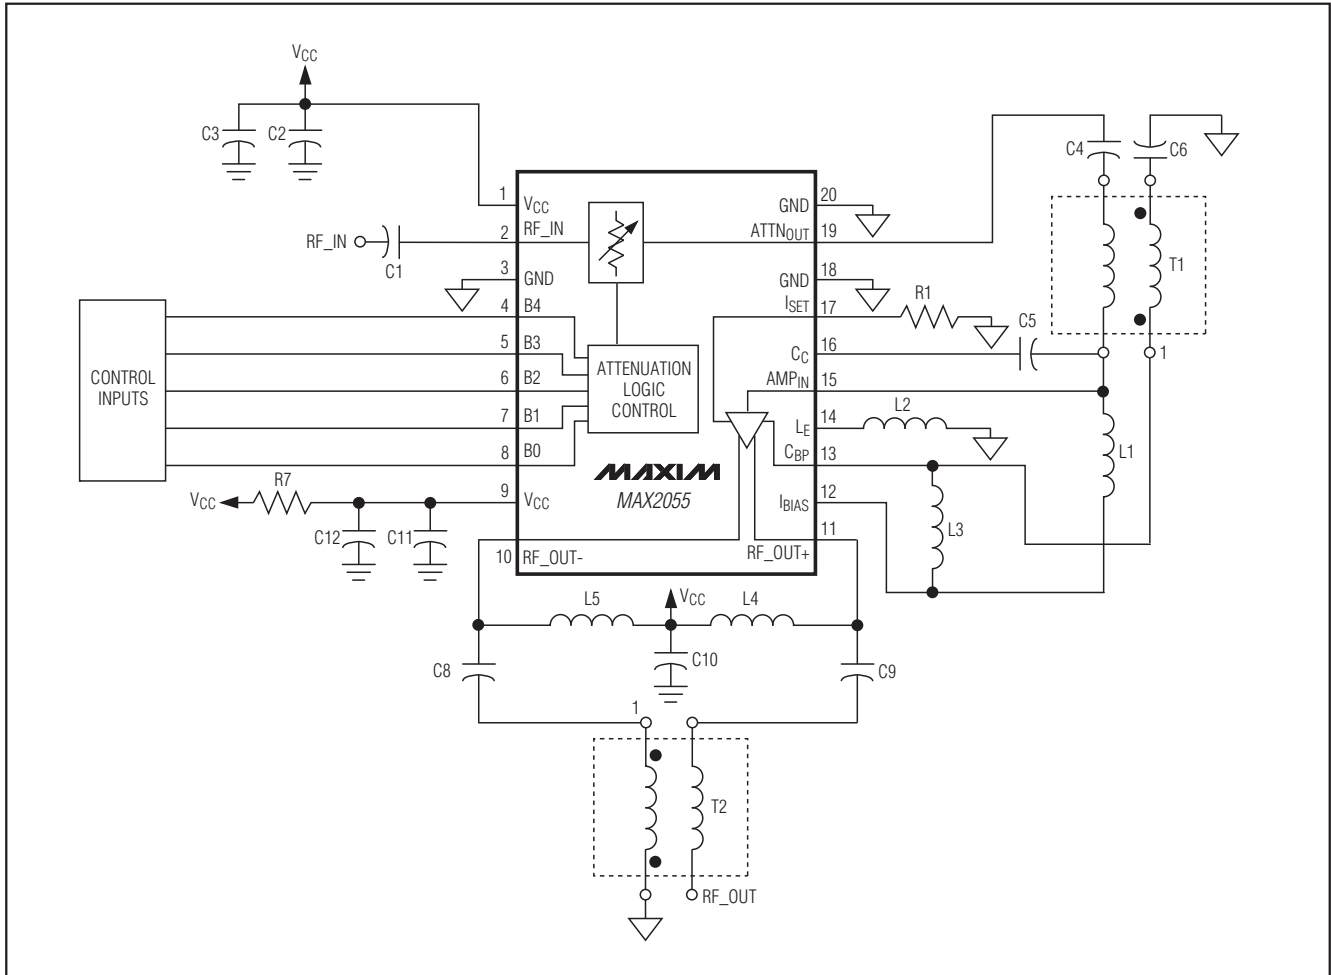 VCC
C3
C2
C4
C6
1
VCC
20
GND
RF_IN
C1
2
RF_IN
ATTNOUT
19
T1
3
GND
GND
18
CONTROL
INPUTS
4
B4
ISET
17
R1
5
B3
ATTENUATION
LOGIC
CONTROL
CC
16
C5
1
6
B2
AMPIN
15
7
B1
LE
14
L2
L1
8
B0
CBP
13
MAXIM
MAX2055
VCC
R7
9
VCC
IBIAS
12
L3
C12
C11
10
RF_OUT-
RF_OUT+
11
L5
VCC
L4
C8
C10
C9
1
T2
RF_OUT